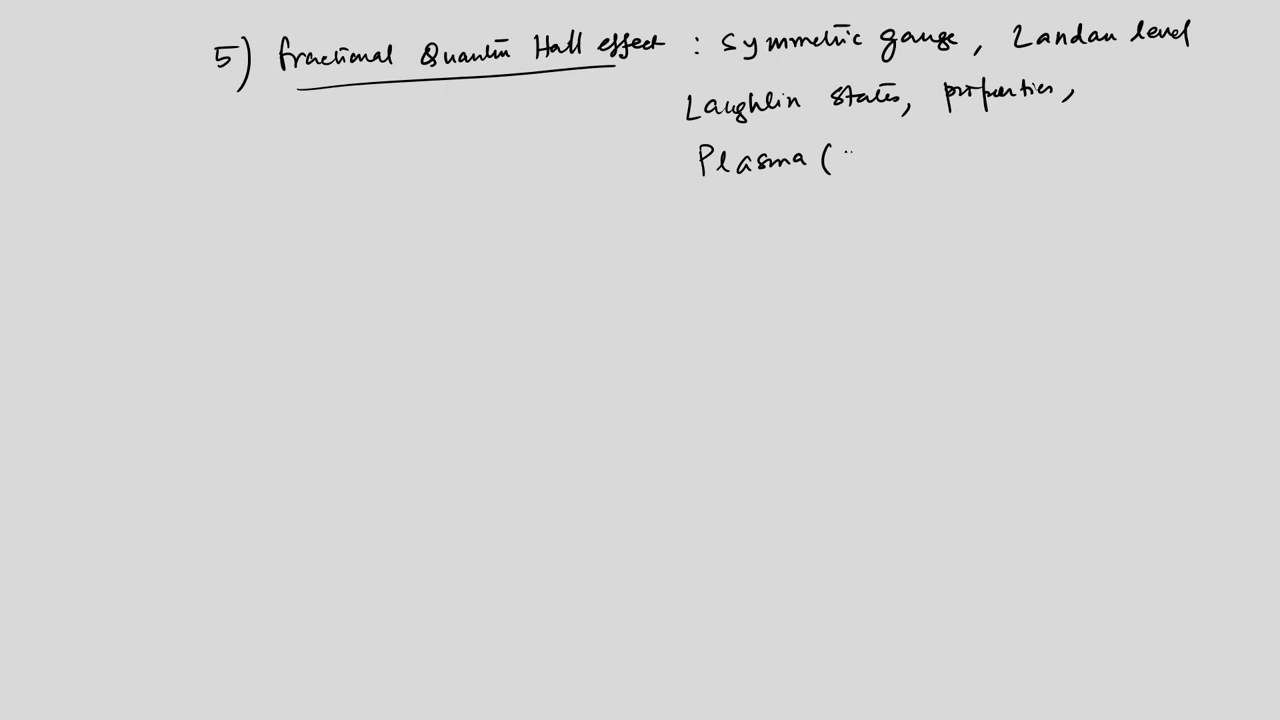 5) fractional Quantum Hall effect : symmetric gauge, Landau level
Laughlin states, properties,
Plasma (